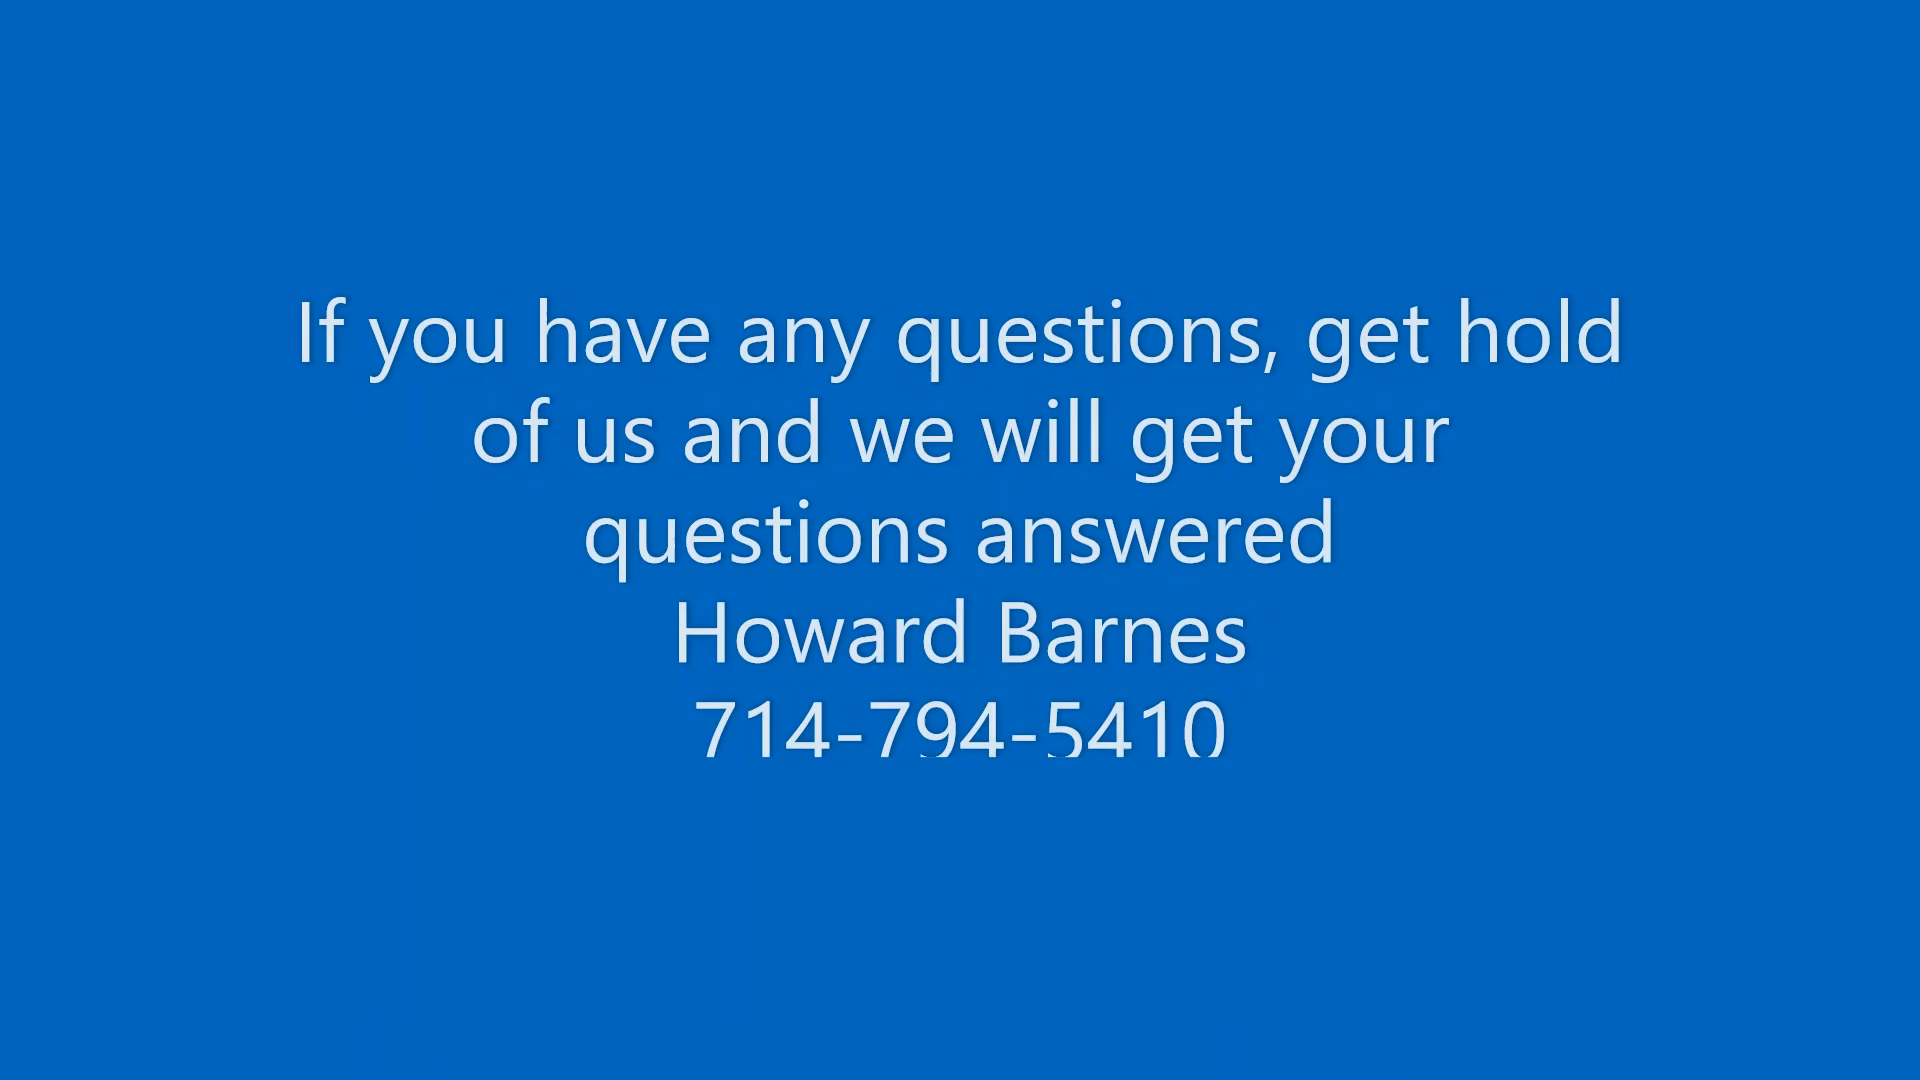 If you have any questions, get hold
of us and we will get your
questions answered
Howard Barnes
714-794-5410